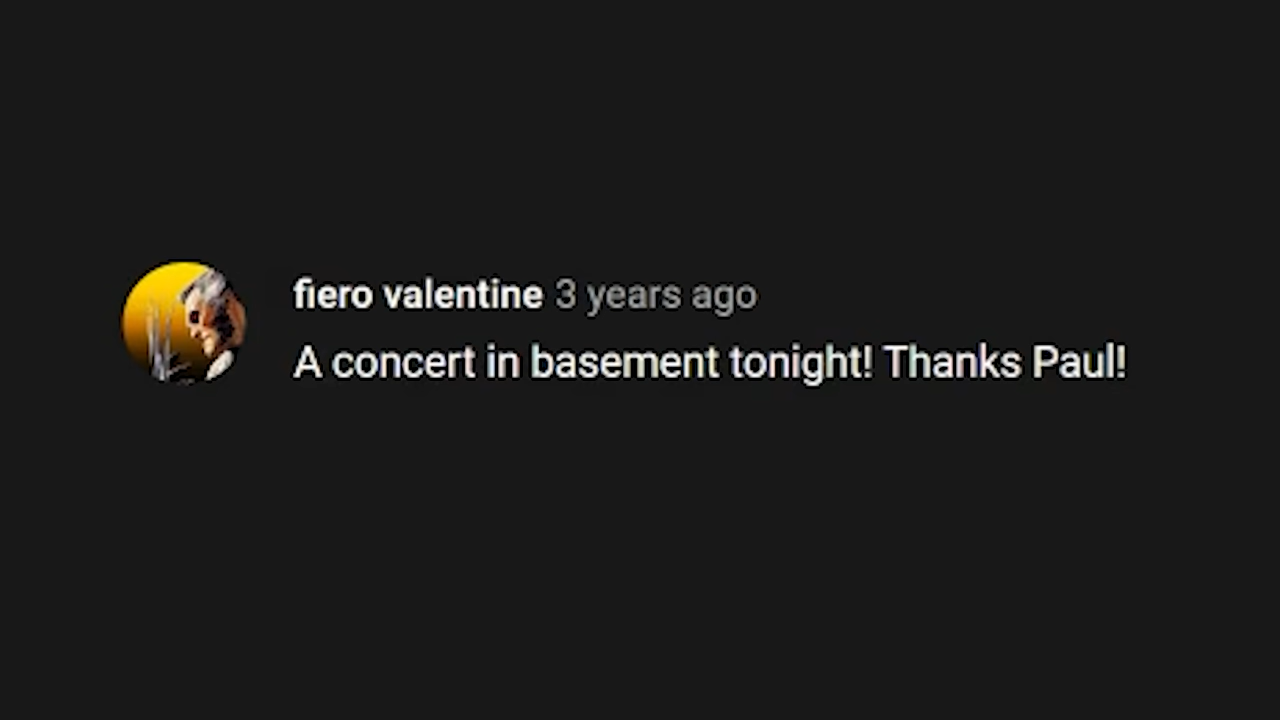 fiero valentine 3 years ago
A concert in basement tonight! Thanks Paul!